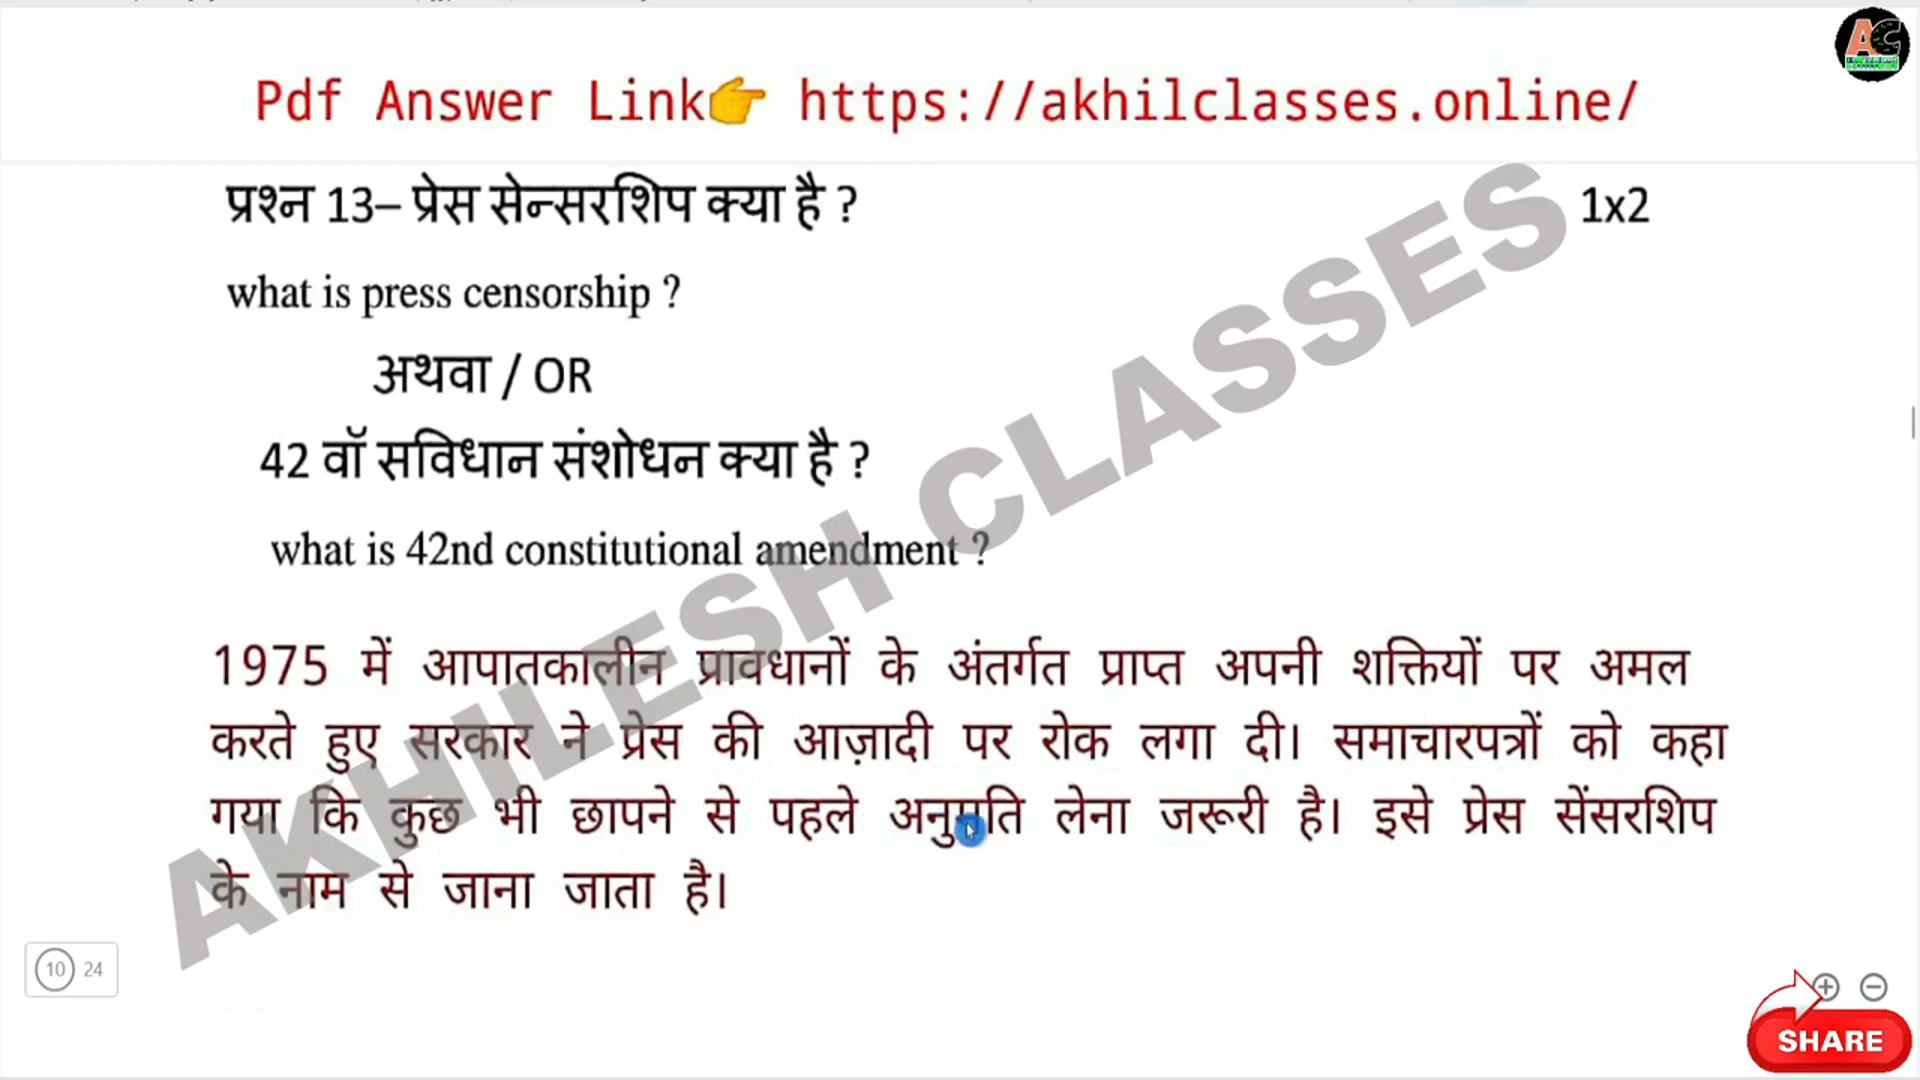 Pdf Answer Link👉 https://akhilclasses.online/
प्रश्न 13– प्रेस सेन्सरशिप क्या है ? 1x2
what is press censorship ?
अथवा / OR
42 वॉ सविधान संशोधन क्या है ?
what is 42nd constitutional amendment ?
1975 में आपातकालीन प्रावधानों के अंतर्गत प्राप्त अपनी शक्तियों पर अमल
करते हुए सरकार ने प्रेस की आज़ादी पर रोक लगा दी। समाचारपत्रों को कहा
गया कि कुछ भी छापने से पहले अनुमति लेना जरूरी है। इसे प्रेस सेंसरशिप
के नाम से जाना जाता है।
AKHILESH CLASSES
10 24
SHARE
AC